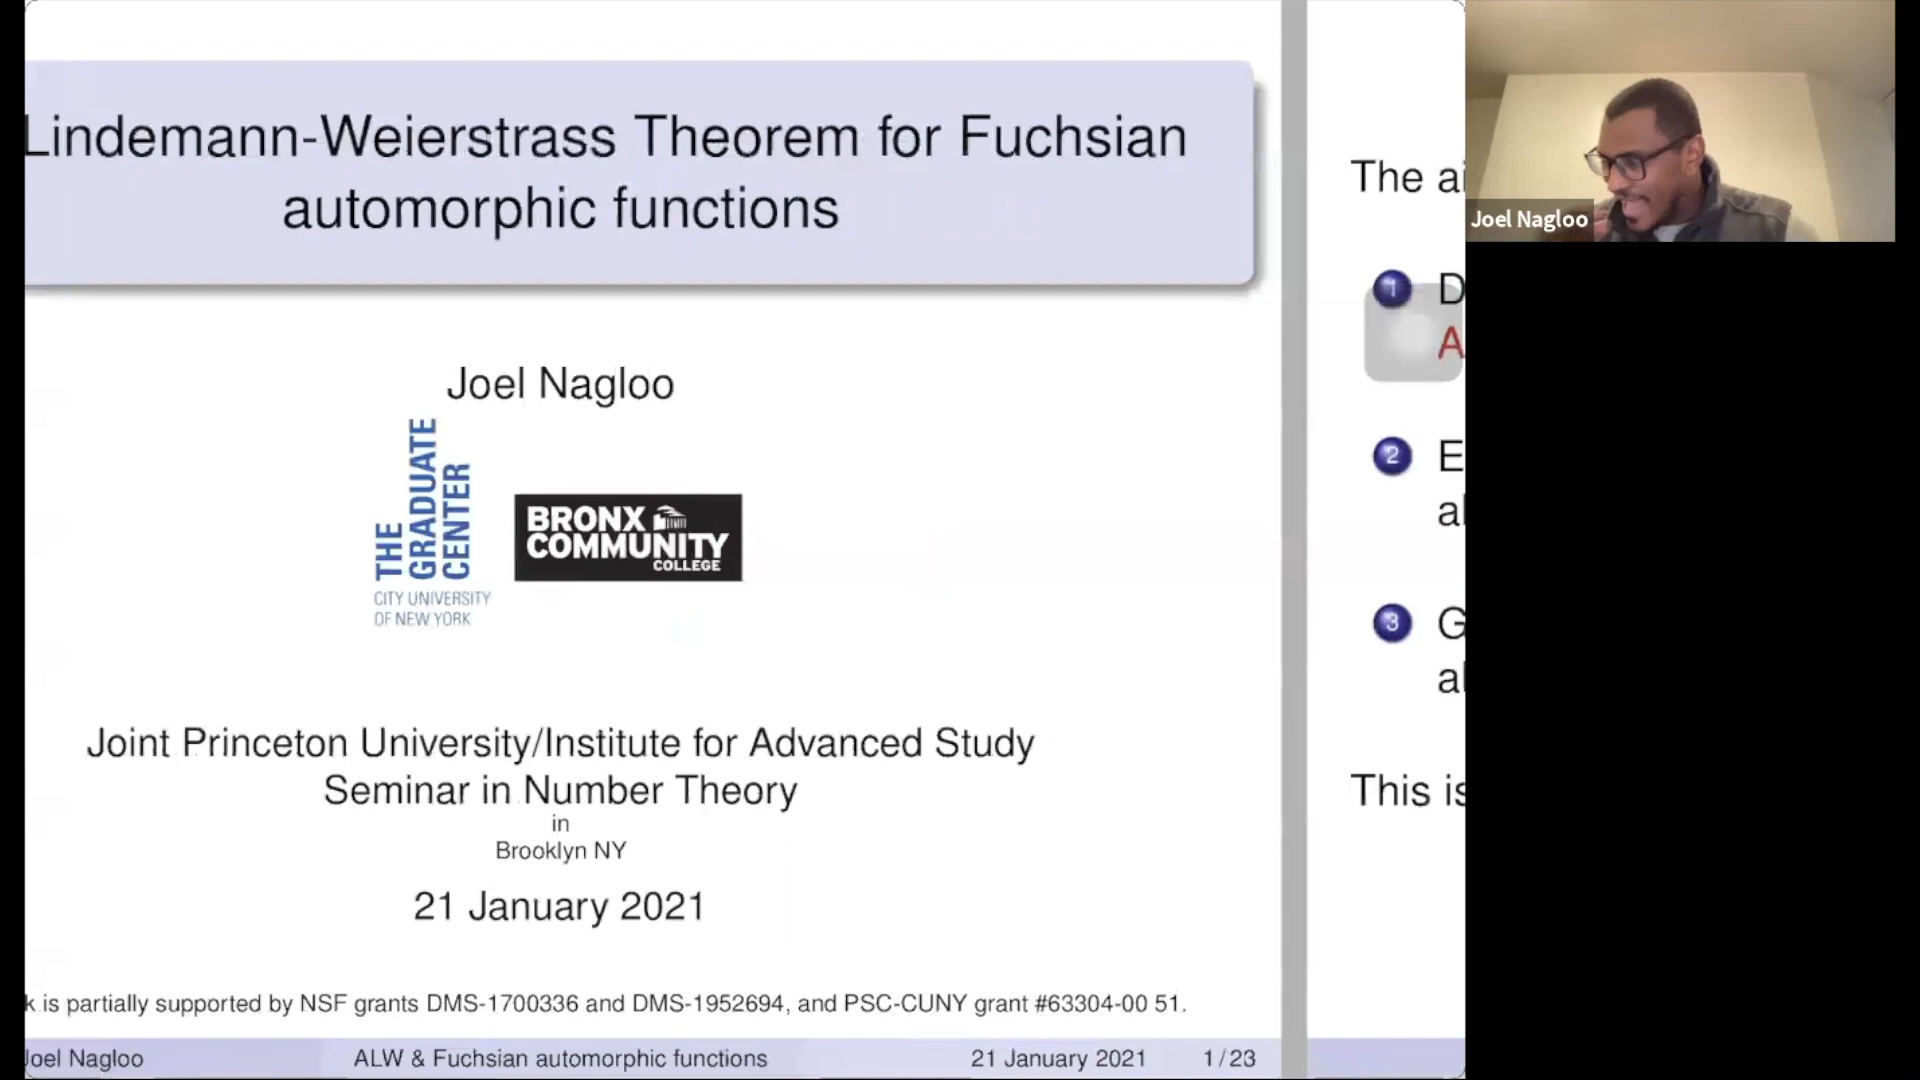 Lindemann-Weierstrass Theorem for Fuchsian
automorphic functions
Joel Nagloo
THE
GRADUATE
CENTER
CITY UNIVERSITY
OF NEW YORK
BRONX
COMMUNITY
COLLEGE
Joint Princeton University/Institute for Advanced Study
Seminar in Number Theory
in
Brooklyn NY
21 January 2021
k is partially supported by NSF grants DMS-1700336 and DMS-1952694, and PSC-CUNY grant #63304-00 51.
Joel Nagloo ALW & Fuchsian automorphic functions 21 January 2021 1/23
The ai
1 D
A
2 E
al
3 G
al
This is
Joel Nagloo